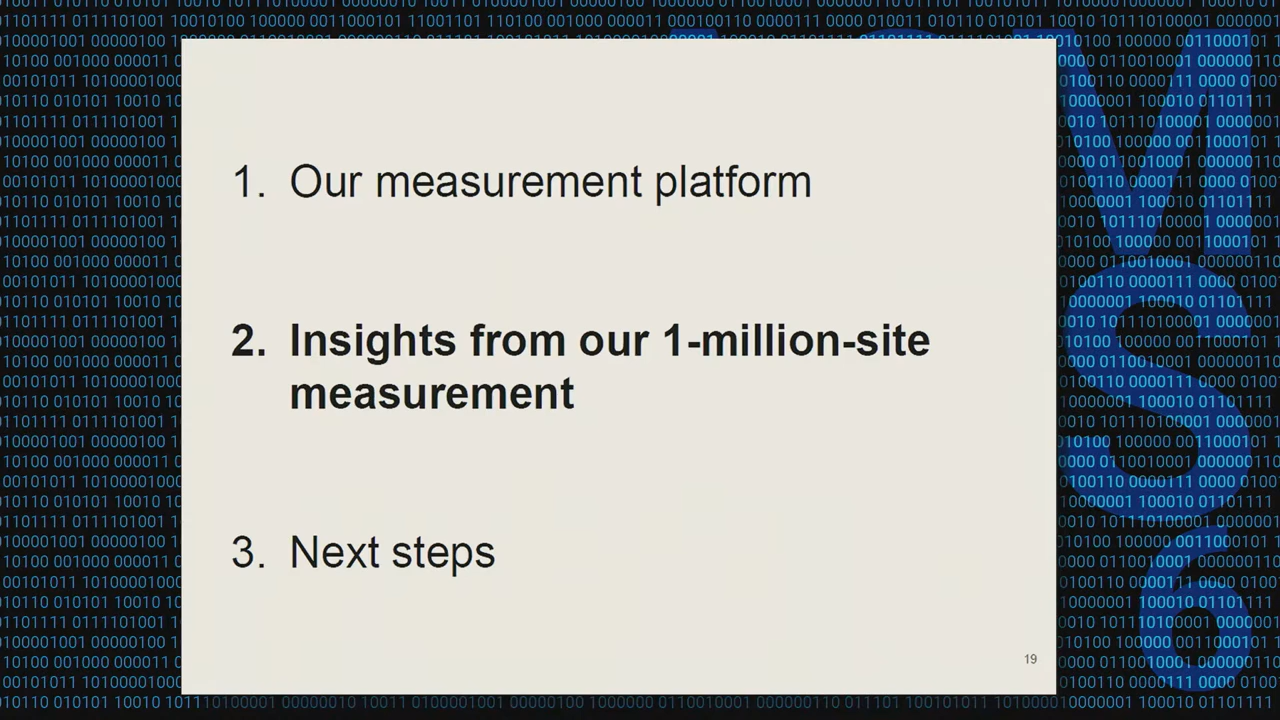 1. Our measurement platform
2. Insights from our 1-million-site
measurement
3. Next steps
19